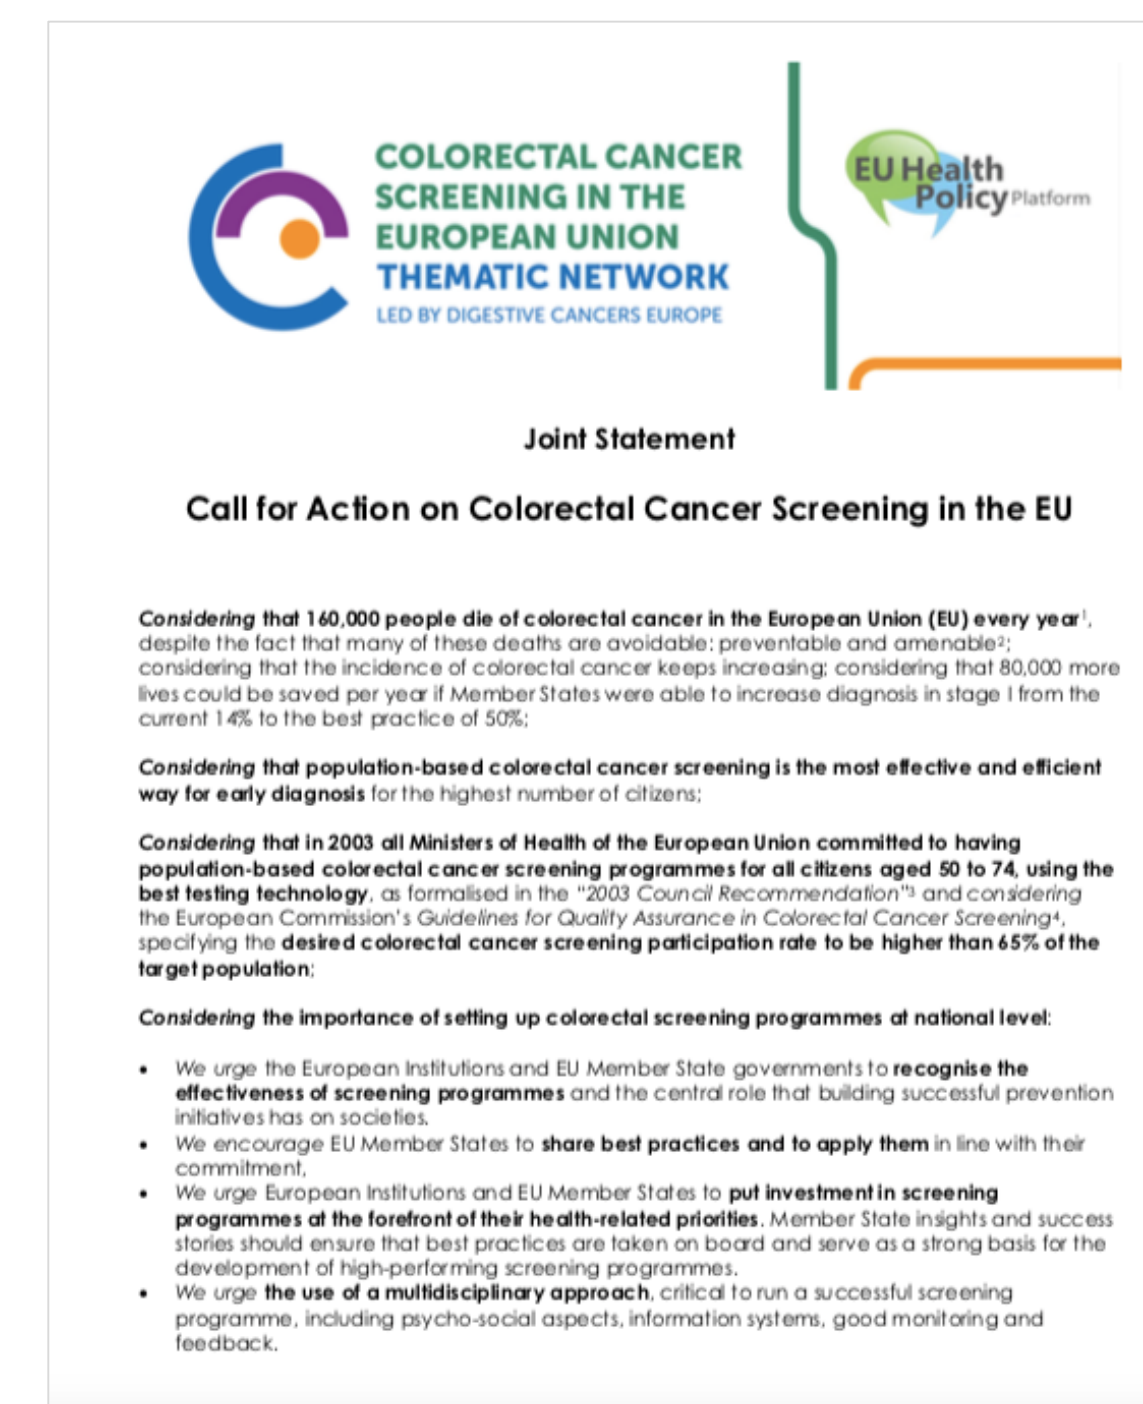 COLORECTAL CANCER
SCREENING IN THE
EUROPEAN UNION
THEMATIC NETWORK
LED BY DIGESTIVE CANCERS EUROPE
EU Health
Policy Platform
Joint Statement
Call for Action on Colorectal Cancer Screening in the EU
Considering that 160,000 people die of colorectal cancer in the European Union (EU) every year¹,
despite the fact that many of these deaths are avoidable: preventable and amenable²;
considering that the incidence of colorectal cancer keeps increasing; considering that 80,000 more
lives could be saved per year if Member States were able to increase diagnosis in stage I from the
current 14% to the best practice of 50%;
Considering that population-based colorectal cancer screening is the most effective and efficient
way for early diagnosis for the highest number of citizens;
Considering that in 2003 all Ministers of Health of the European Union committed to having
population-based colorectal cancer screening programmes for all citizens aged 50 to 74, using the
best testing technology, as formalised in the "2003 Council Recommendation"³ and considering
the European Commission's Guidelines for Quality Assurance in Colorectal Cancer Screening⁴,
specifying the desired colorectal cancer screening participation rate to be higher than 65% of the
target population;
Considering the importance of setting up colorectal screening programmes at national level:
• We urge the European Institutions and EU Member State governments to recognise the
effectiveness of screening programmes and the central role that building successful prevention
initiatives has on societies.
• We encourage EU Member States to share best practices and to apply them in line with their
commitment,
• We urge European Institutions and EU Member States to put investment in screening
programmes at the forefront of their health-related priorities. Member State insights and success
stories should ensure that best practices are taken on board and serve as a strong basis for the
development of high-performing screening programmes.
• We urge the use of a multidisciplinary approach, critical to run a successful screening
programme, including psycho-social aspects, information systems, good monitoring and
feedback.